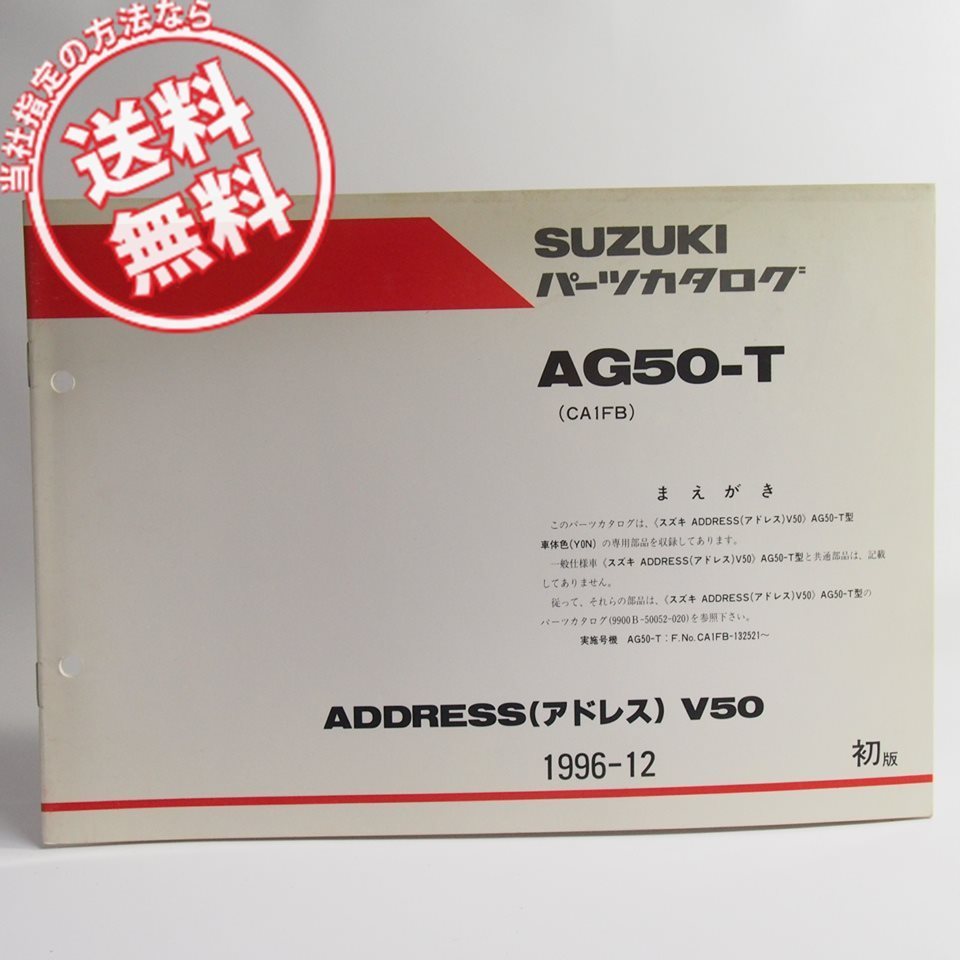 当社指定の方法なら
送料
無料
SUZUKI
パーツカタログ
AG50-T
(CA1FB)
まえがき
このパーツカタログは、〈スズキ ADDRESS(アドレス)V50〉AG50-T型
車体色(Y0N)の専用部品を収録してあります。
一般仕様車〈スズキ ADDRESS(アドレス)V50〉AG50-T型と共通部品は、記載
してありません。
従って、それらの部品は、〈スズキ ADDRESS(アドレス)V50〉AG50-T型の
パーツカタログ(9900B-50052-020)を参照下さい。
実施号機 AG50-T:F.No.CA1FB-132521~
ADDRESS(アドレス) V50
1996-12
初版